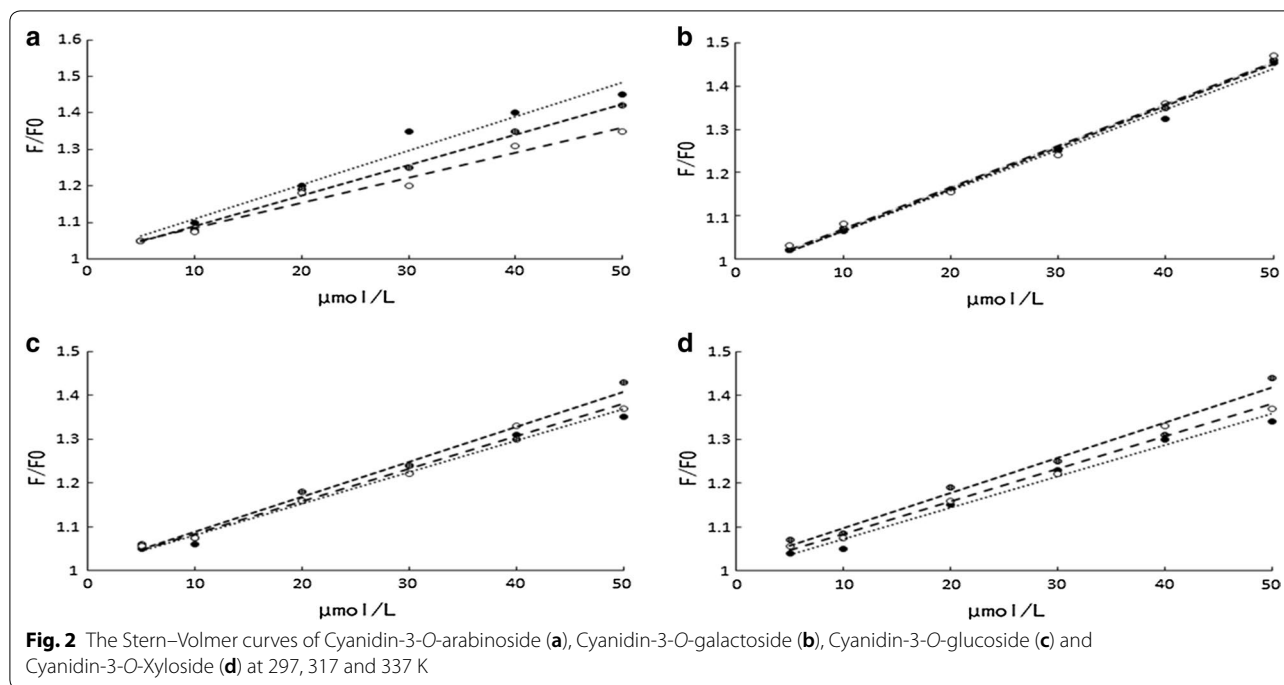 a
1.6
1.5
1.4
1.3
1.2
1.1
1
F/F0
0 10 20 30 40 50
μmol/L
b
1.5
1.4
1.3
1.2
1.1
1
F/F0
0 10 20 30 40 50
μmol/L
c
1.5
1.4
1.3
1.2
1.1
1
F/F0
0 10 20 30 40 50
μmol/L
d
1.5
1.4
1.3
1.2
1.1
1
F/F0
0 10 20 30 40 50
μmol/L
Fig. 2 The Stern–Volmer curves of Cyanidin-3-O-arabinoside (a), Cyanidin-3-O-galactoside (b), Cyanidin-3-O-glucoside (c) and
Cyanidin-3-O-Xyloside (d) at 297, 317 and 337 K